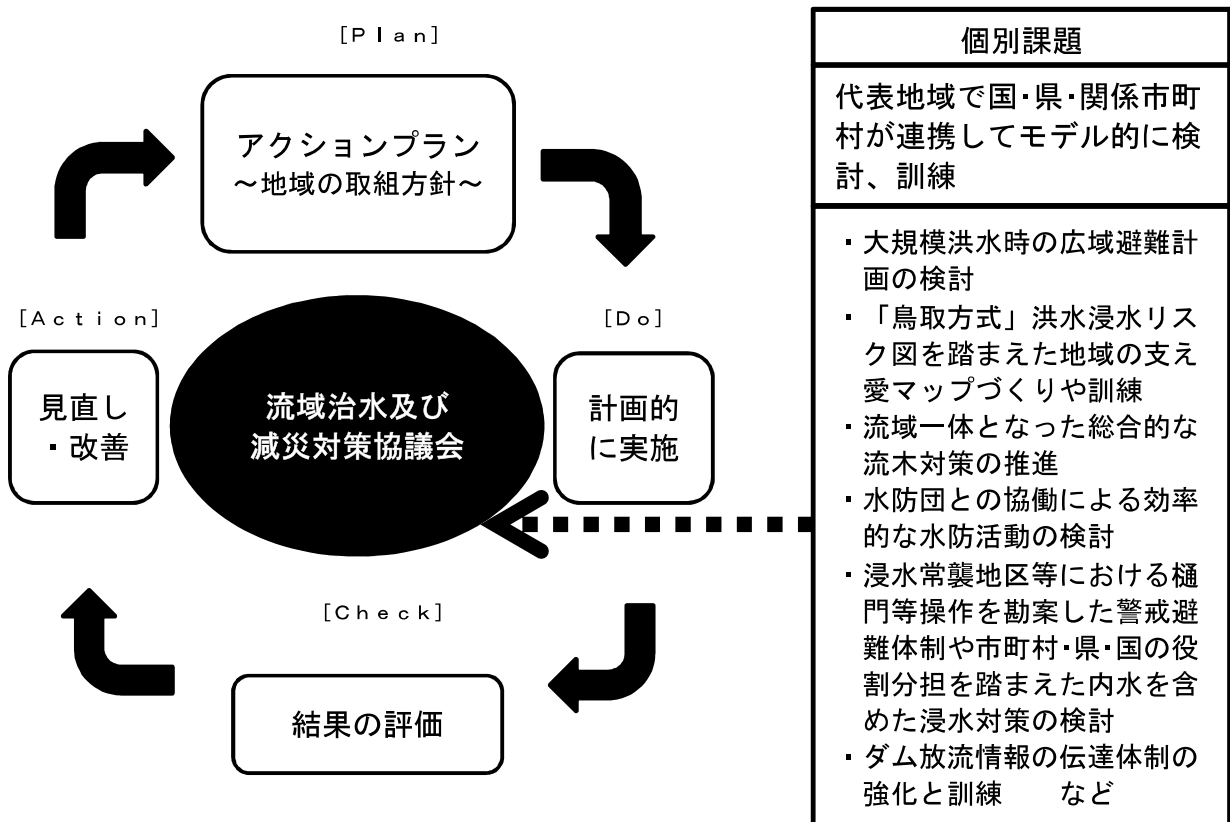 [Plan]
アクションプラン
～地域の取組方針～
[Action]
見直し
・改善
流域治水及び
減災対策協議会
[Do]
計画的
に実施
[Check]
結果の評価
個別課題
代表地域で国・県・関係市町
村が連携してモデル的に検
討、訓練
・大規模洪水時の広域避難計
画の検討
・「鳥取方式」洪水浸水リス
ク図を踏まえた地域の支え
愛マップづくりや訓練
・流域一体となった総合的な
流木対策の推進
・水防団との協働による効率
的な水防活動の検討
・浸水常襲地区等における樋
門等操作を勘案した警戒避
難体制や市町村・県・国の役
割分担を踏まえた内水を含
めた浸水対策の検討
・ダム放流情報の伝達体制の
強化と訓練　　など